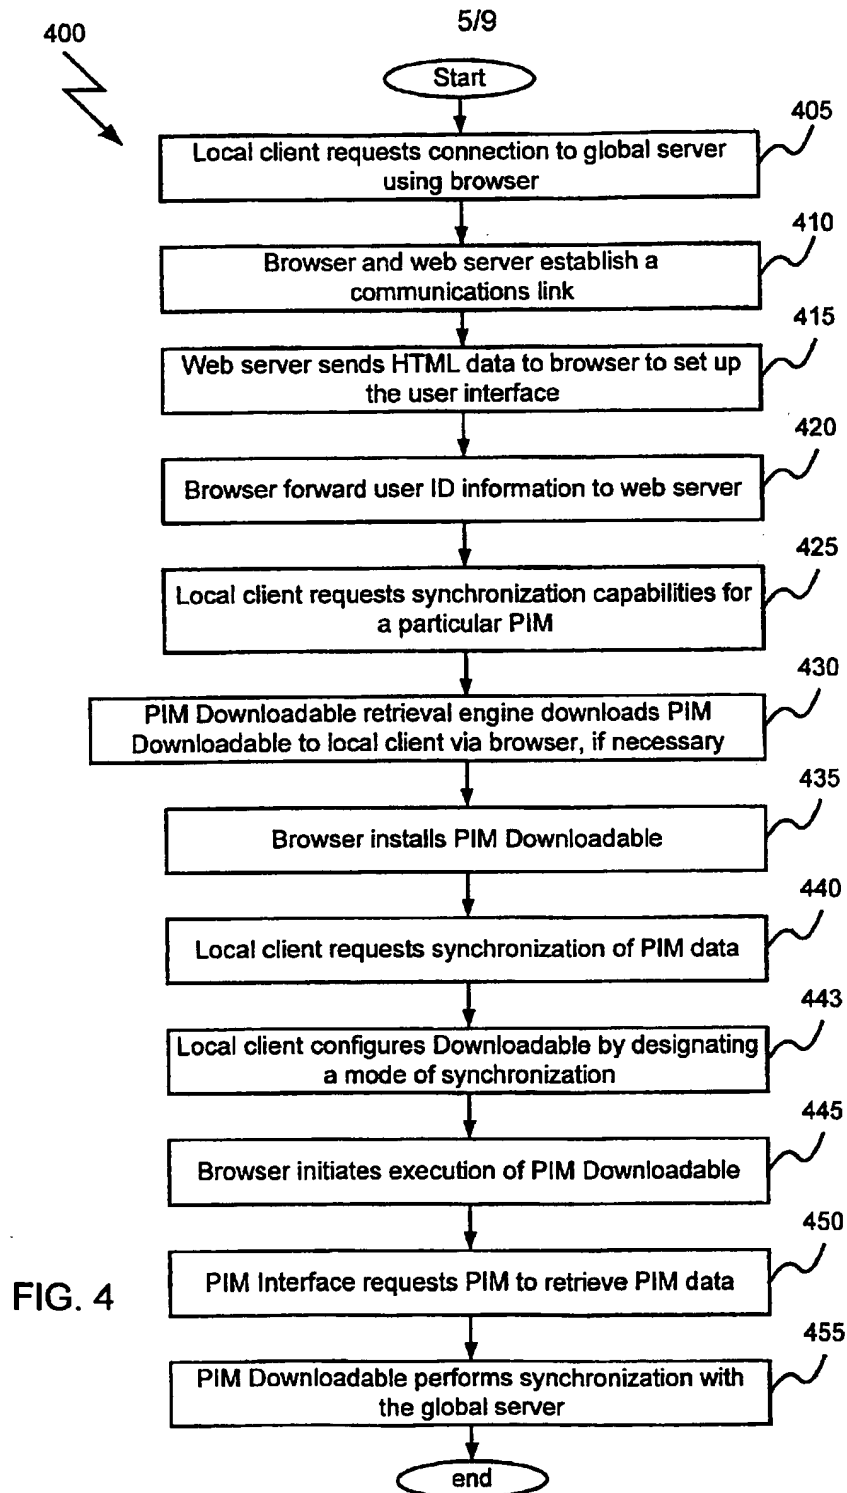 5/9
400
Start
405
Local client requests connection to global server
using browser
410
Browser and web server establish a
communications link
415
Web server sends HTML data to browser to set up
the user interface
420
Browser forward user ID information to web server
425
Local client requests synchronization capabilities for
a particular PIM
430
PIM Downloadable retrieval engine downloads PIM
Downloadable to local client via browser, if necessary
435
Browser installs PIM Downloadable
440
Local client requests synchronization of PIM data
443
Local client configures Downloadable by designating
a mode of synchronization
445
Browser initiates execution of PIM Downloadable
450
PIM Interface requests PIM to retrieve PIM data
FIG. 4
455
PIM Downloadable performs synchronization with
the global server
end